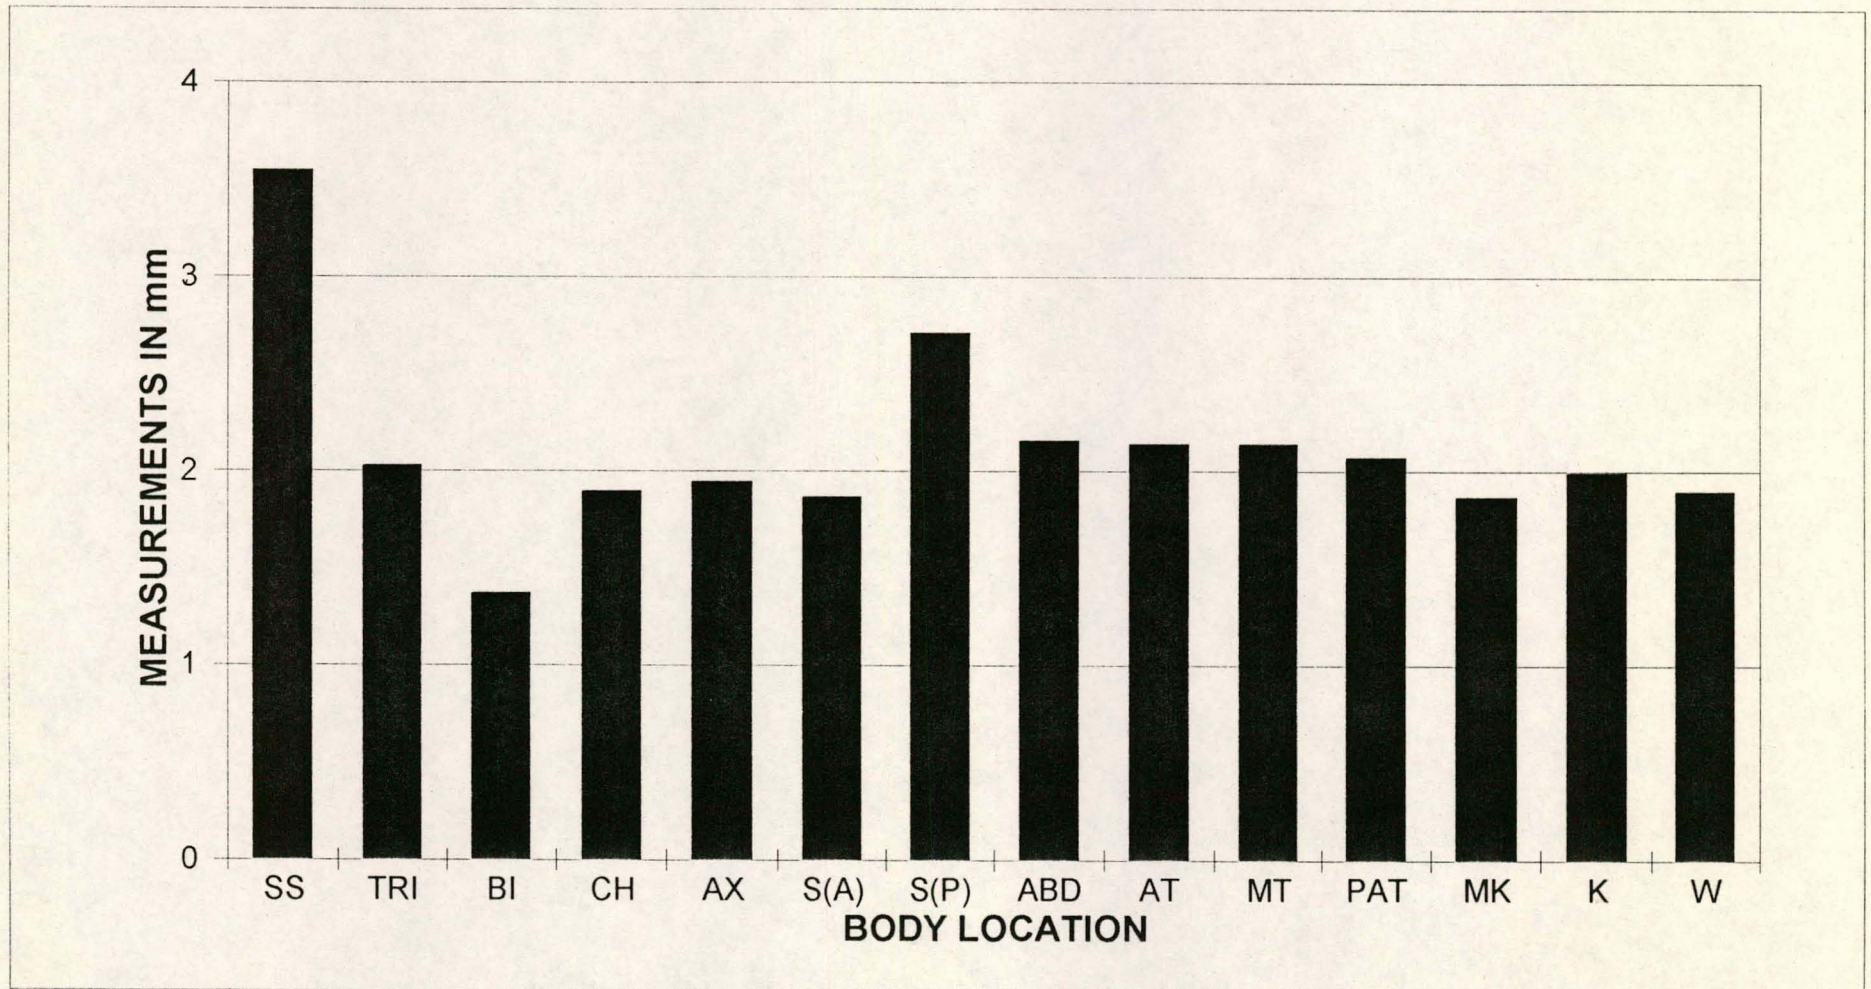 4
3
2
1
0
MEASUREMENTS IN mm
SS TRI BI CH AX S(A) S(P) ABD AT MT PAT MK K W
BODY LOCATION